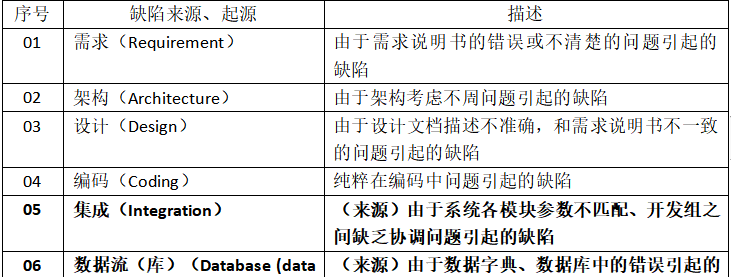 序号 缺陷来源、起源 描述
01 需求（Requirement） 由于需求说明书的错误或不清楚的问题引起的
缺陷
02 架构（Architecture） 由于架构考虑不周问题引起的缺陷
03 设计（Design） 由于设计文档描述不准确，和需求说明书不一致
的问题引起的缺陷
04 编码（Coding） 纯粹在编码中问题引起的缺陷
05 集成（Integration） （来源）由于系统各模块参数不匹配、开发组之
间缺乏协调问题引起的缺陷
06 数据流（库）（Database (data （来源）由于数据字典、数据库中的错误引起的